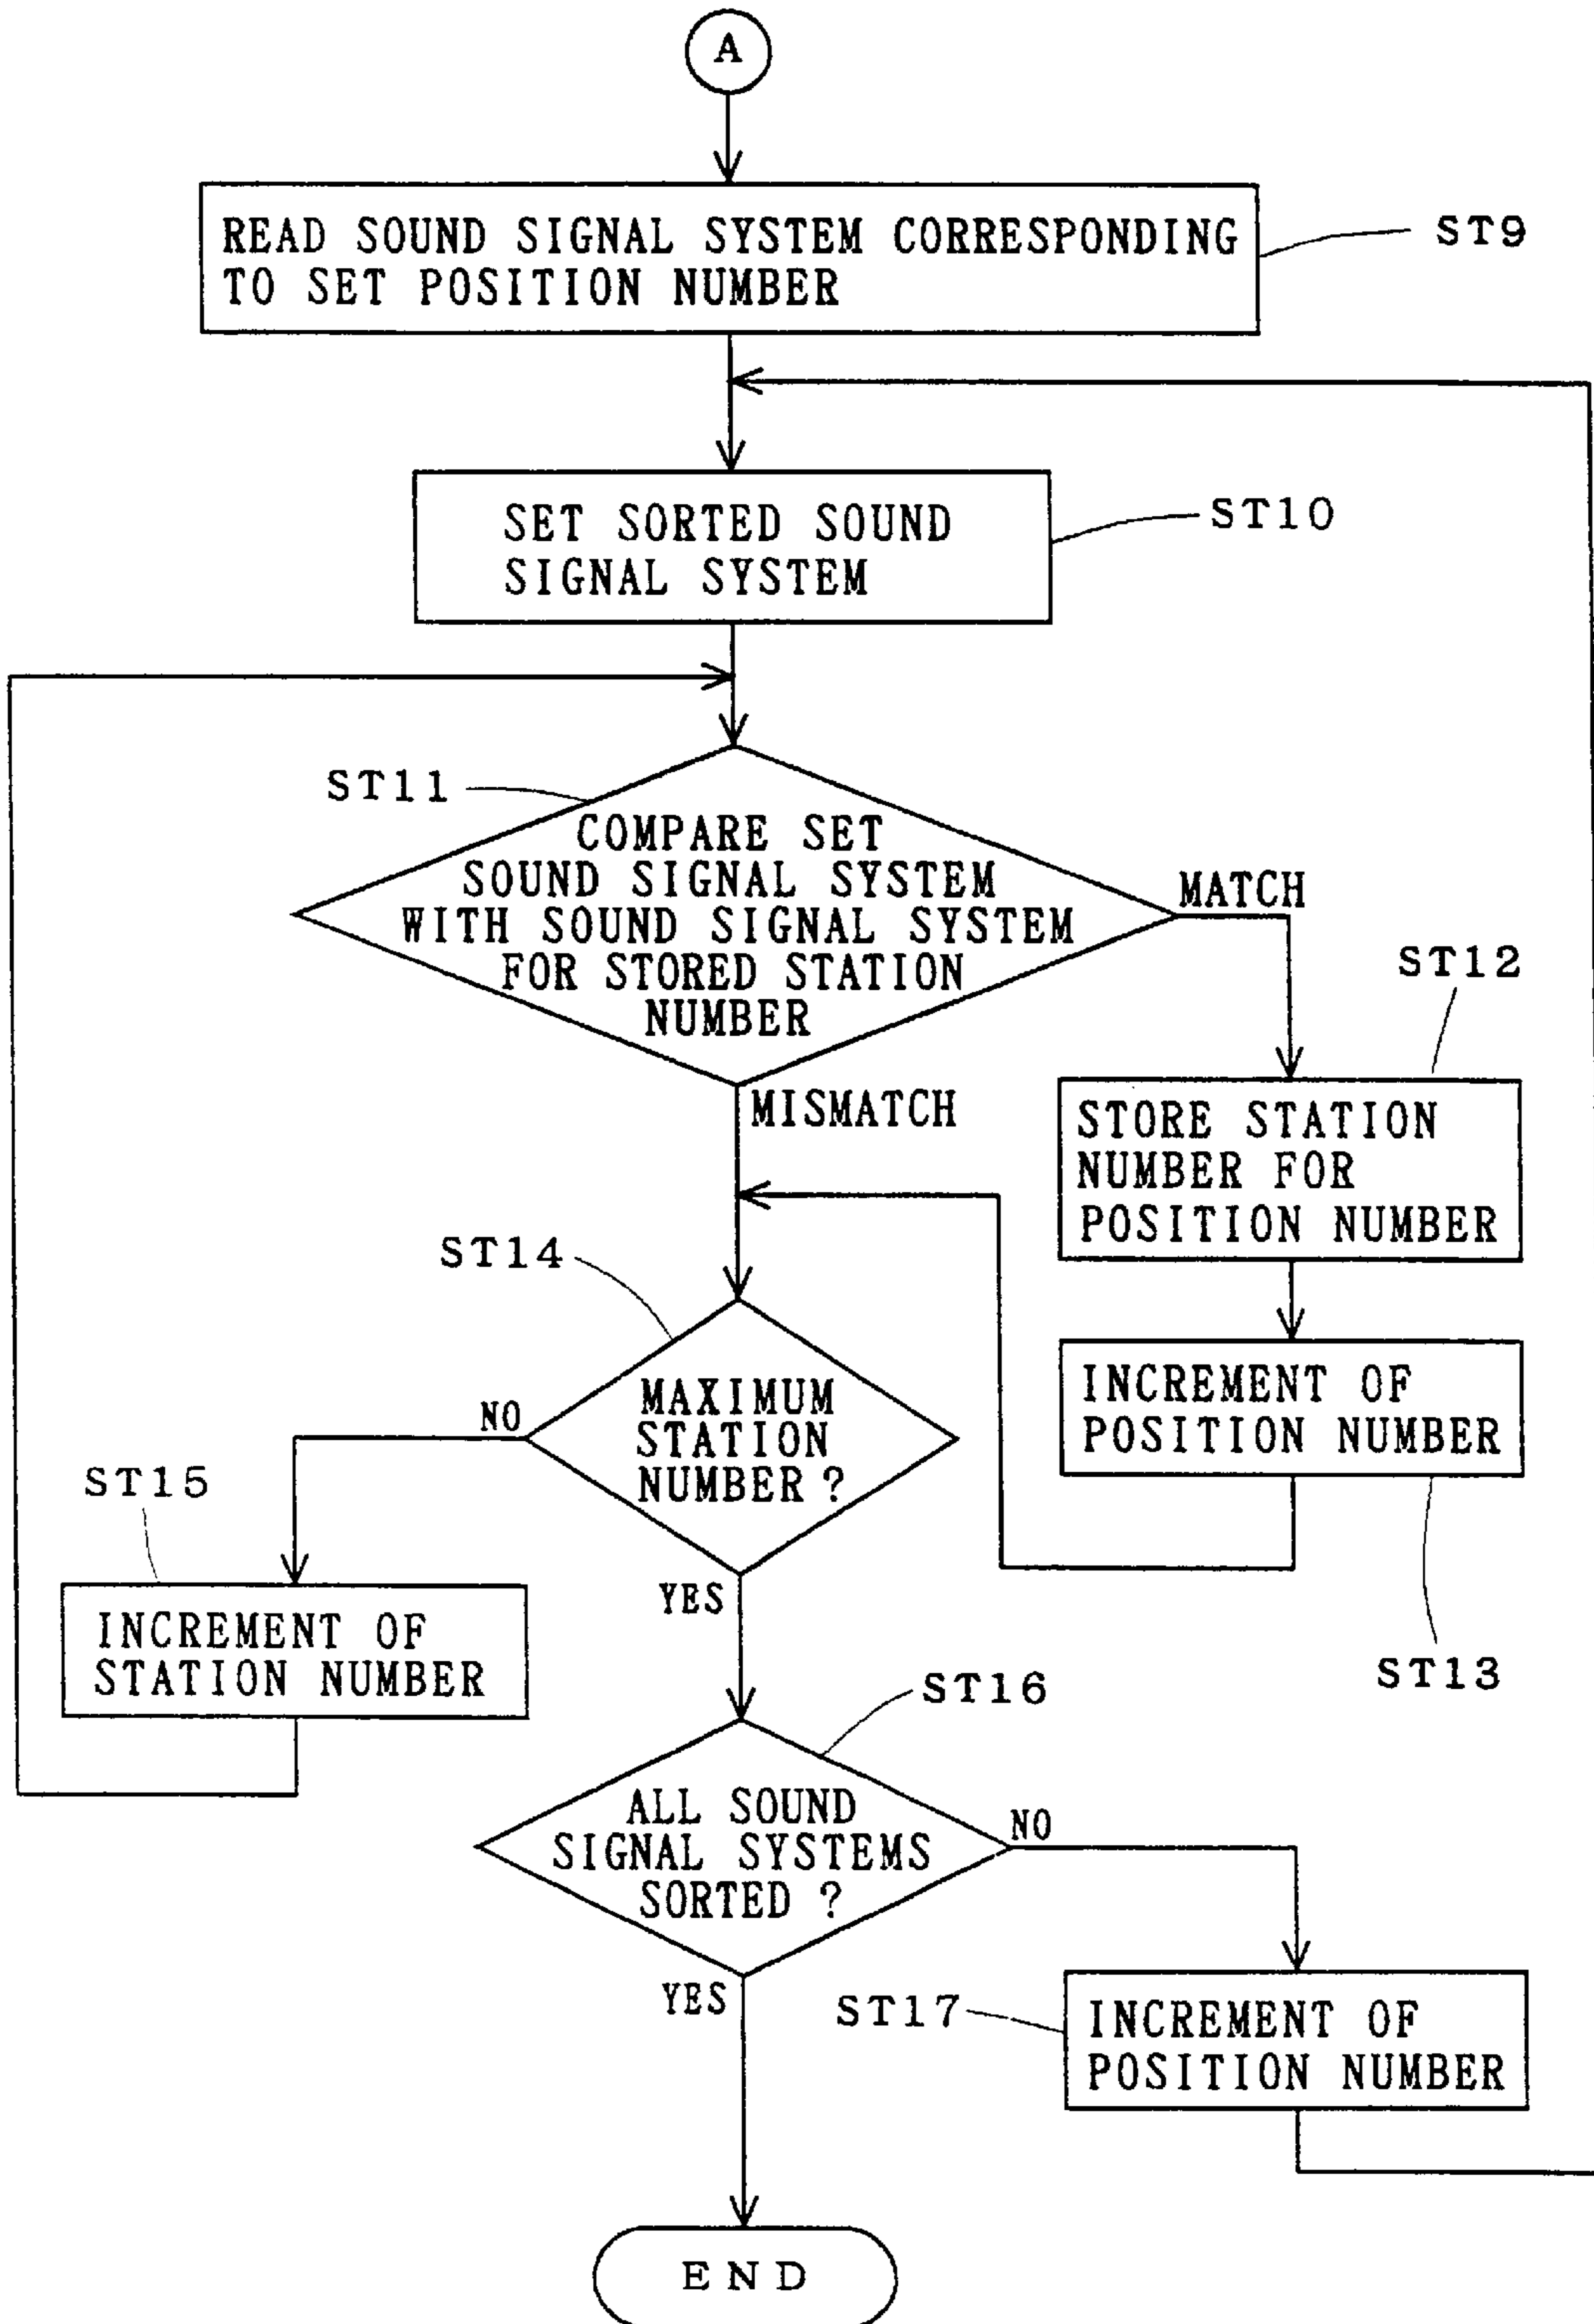 A
READ SOUND SIGNAL SYSTEM CORRESPONDING
TO SET POSITION NUMBER
ST9
SET SORTED SOUND
SIGNAL SYSTEM
ST10
ST11
COMPARE SET
SOUND SIGNAL SYSTEM
WITH SOUND SIGNAL SYSTEM
FOR STORED STATION
NUMBER
MATCH
MISMATCH
ST12
STORE STATION
NUMBER FOR
POSITION NUMBER
INCREMENT OF
POSITION NUMBER
ST13
ST14
MAXIMUM
STATION
NUMBER ?
NO
YES
ST15
INCREMENT OF
STATION NUMBER
ST16
ALL SOUND
SIGNAL SYSTEMS
SORTED ?
NO
YES
ST17
INCREMENT OF
POSITION NUMBER
END